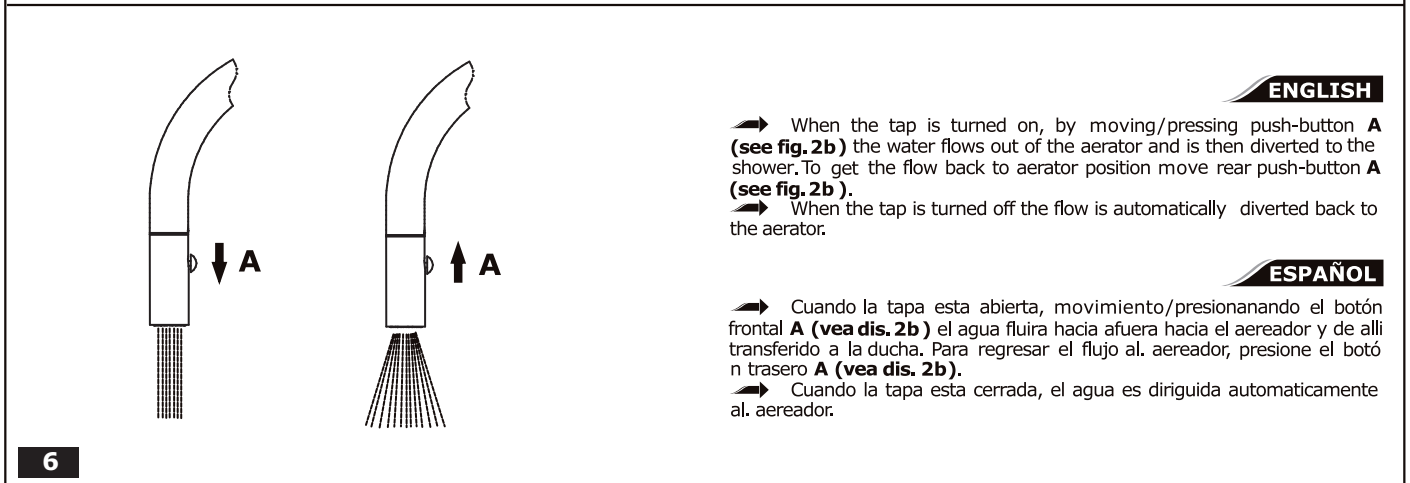 A
A
ENGLISH
When the tap is turned on, by moving/pressing push-button A
(see fig. 2b ) the water flows out of the aerator and is then diverted to the
shower. To get the flow back to aerator position move rear push-button A
(see fig. 2b ).
When the tap is turned off the flow is automatically diverted back to
the aerator.
ESPAÑOL
Cuando la tapa esta abierta, movimiento/presionanando el botón
frontal A (vea dis. 2b ) el agua fluira hacia afuera hacia el aereador y de alli
transferido a la ducha. Para regresar el flujo al. aereador, presione el botó
n trasero A (vea dis. 2b).
Cuando la tapa esta cerrada, el agua es diriguida automaticamente
al. aereador.
6